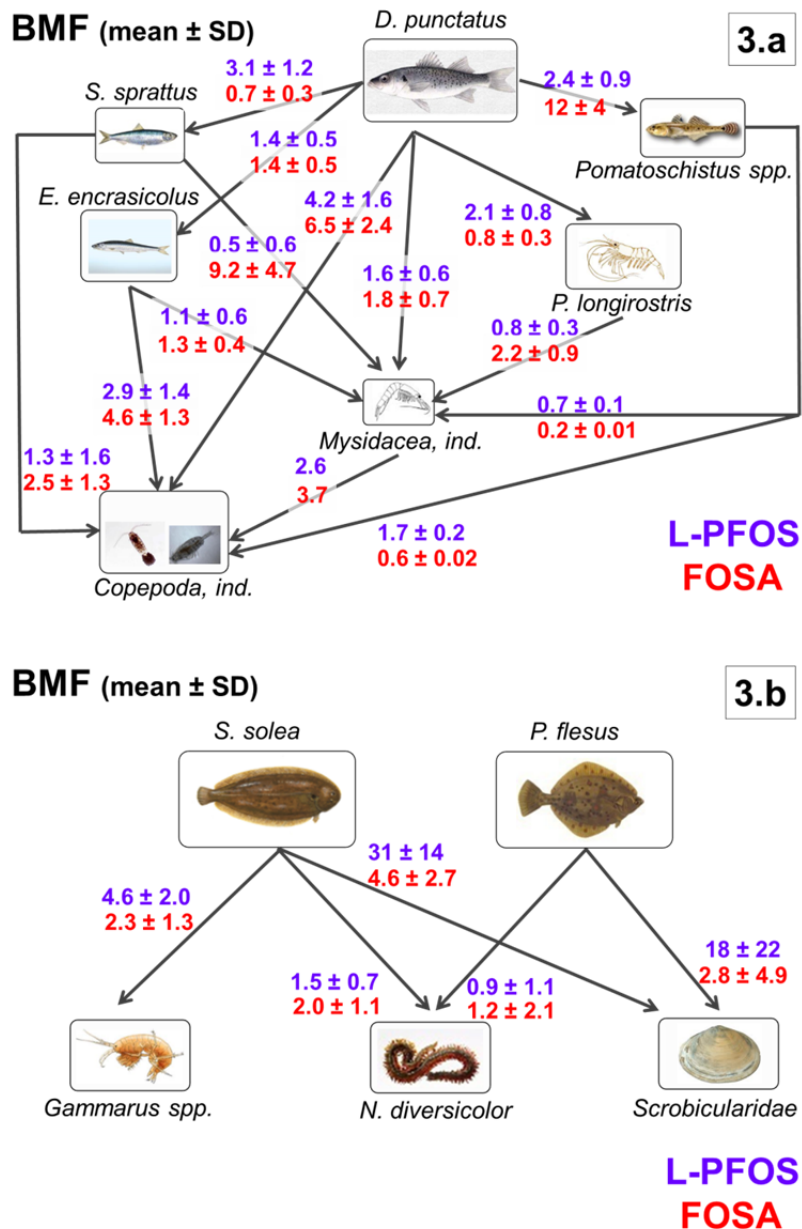 BMF (mean ± SD)
D. punctatus
3.a
S. sprattus
3.1 ± 1.2
0.7 ± 0.3
2.4 ± 0.9
12 ± 4
1.4 ± 0.5
1.4 ± 0.5
Pomatoschistus spp.
E. encrasicolus
4.2 ± 1.6
6.5 ± 2.4
2.1 ± 0.8
0.8 ± 0.3
0.5 ± 0.6
9.2 ± 4.7
1.6 ± 0.6
1.8 ± 0.7
P. longirostris
1.1 ± 0.6
1.3 ± 0.4
0.8 ± 0.3
2.2 ± 0.9
2.9 ± 1.4
4.6 ± 1.3
0.7 ± 0.1
0.2 ± 0.01
Mysidacea, ind.
1.3 ± 1.6
2.5 ± 1.3
2.6
3.7
1.7 ± 0.2
0.6 ± 0.02
L-PFOS
FOSA
Copepoda, ind.
BMF (mean ± SD)
3.b
S. solea
P. flesus
31 ± 14
4.6 ± 2.7
4.6 ± 2.0
2.3 ± 1.3
18 ± 22
2.8 ± 4.9
1.5 ± 0.7
2.0 ± 1.1
0.9 ± 1.1
1.2 ± 2.1
Gammarus spp.
N. diversicolor
Scrobicularidae
L-PFOS
FOSA